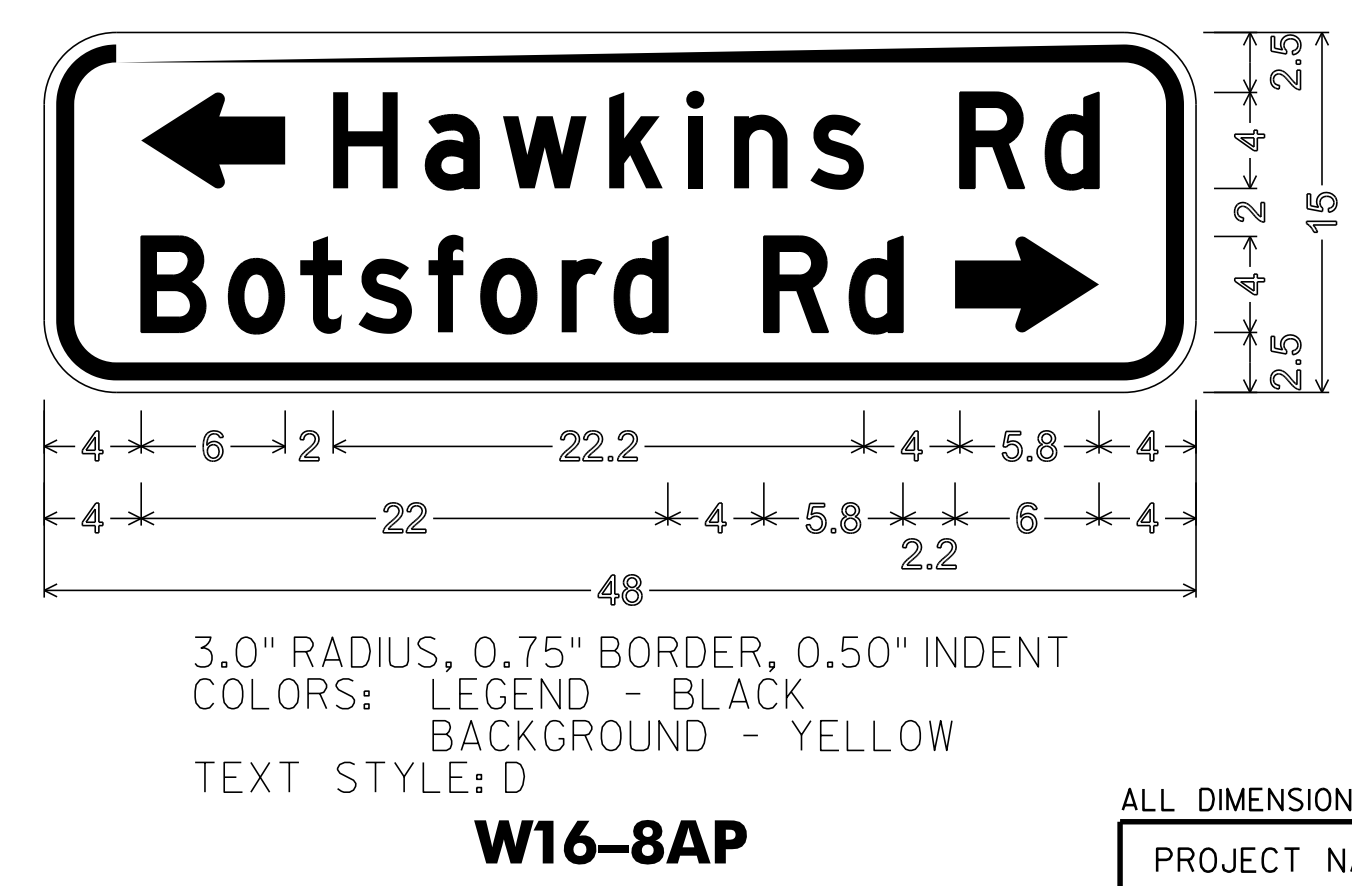 Hawkins Rd
Botsford Rd
2.5
4
2
4
2.5
15
4 6 2 22.2 4 5.8 4
4 22 4 5.8 2.2 6 4
48
3.0" RADIUS, 0.75" BORDER, 0.50" INDENT
COLORS: LEGEND - BLACK
BACKGROUND - YELLOW
TEXT STYLE: D
W16-8AP
ALL DIMENSION
PROJECT NA